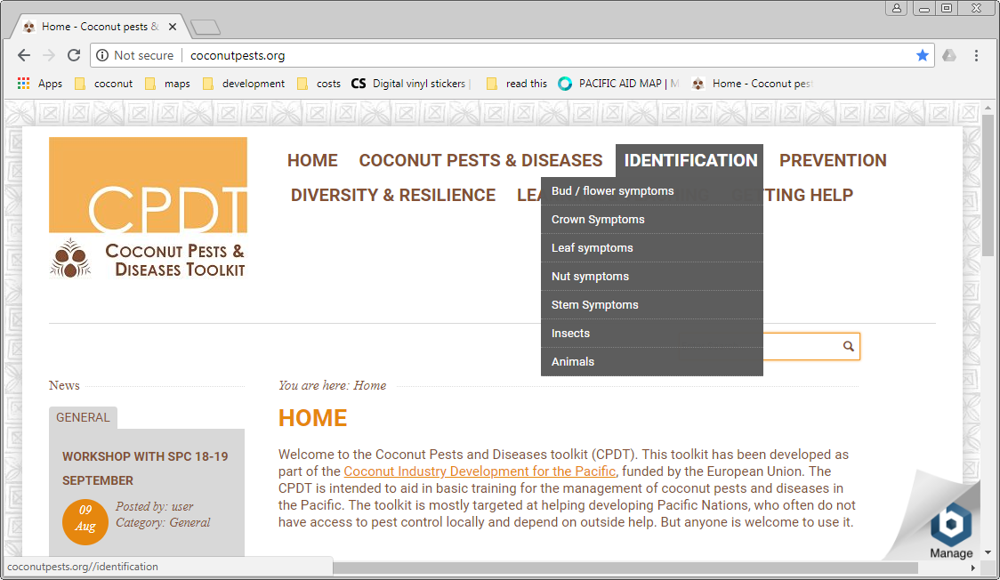 Home - Coconut pests &
Not secure
coconutpests.org
Apps
coconut
maps
development
costs
CS Digital vinyl stickers |
read this
PACIFIC AID MAP | M
Home - Coconut pest
CPDT
COCONUT PESTS &
DISEASES TOOLKIT
HOME COCONUT PESTS & DISEASES IDENTIFICATION PREVENTION
DIVERSITY & RESILIENCE
HELP
Bud / flower symptoms
Crown Symptoms
Leaf symptoms
Nut symptoms
Stem Symptoms
Insects
Animals
News
GENERAL
WORKSHOP WITH SPC 18-19
SEPTEMBER
09
Aug
Posted by: user
Category: General
You are here: Home
HOME
Welcome to the Coconut Pests and Diseases toolkit (CPDT). This toolkit has been developed as
part of the Coconut Industry Development for the Pacific, funded by the European Union. The
CPDT is intended to aid in basic training for the management of coconut pests and diseases in
the Pacific. The toolkit is mostly targeted at helping developing Pacific Nations, who often do not
have access to pest control locally and depend on outside help. But anyone is welcome to use it.
b
Manage
coconutpests.org//identification